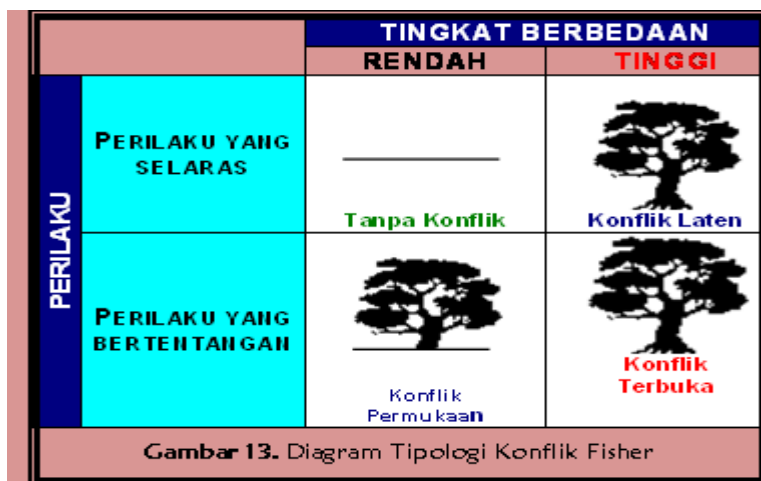 TINGKAT BERBEDAAN
RENDAH
TINGGI
PERILAKU
PERILAKU YANG
SELARAS
Tanpa Konflik
Konflik Laten
PERILAKU YANG
BERTENTANGAN
Konflik
Permukaan
Konflik
Terbuka
Gambar 13. Diagram Tipologi Konflik Fisher